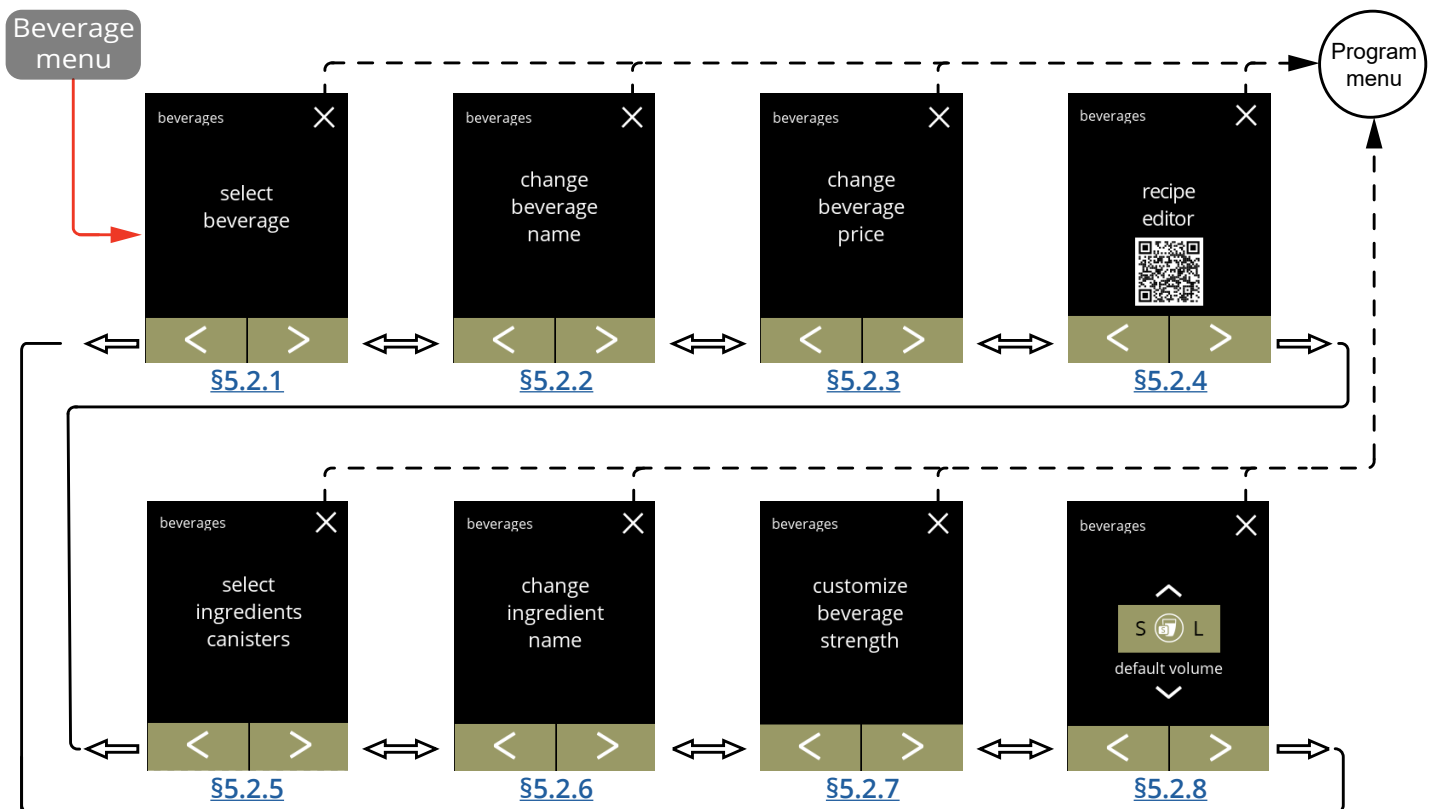 Beverage
menu
Program
menu
beverages
select
beverage
§5.2.1
beverages
change
beverage
name
§5.2.2
beverages
change
beverage
price
§5.2.3
beverages
recipe
editor
§5.2.4
beverages
select
ingredients
canisters
§5.2.5
beverages
change
ingredient
name
§5.2.6
beverages
customize
beverage
strength
§5.2.7
beverages
S L
default volume
§5.2.8